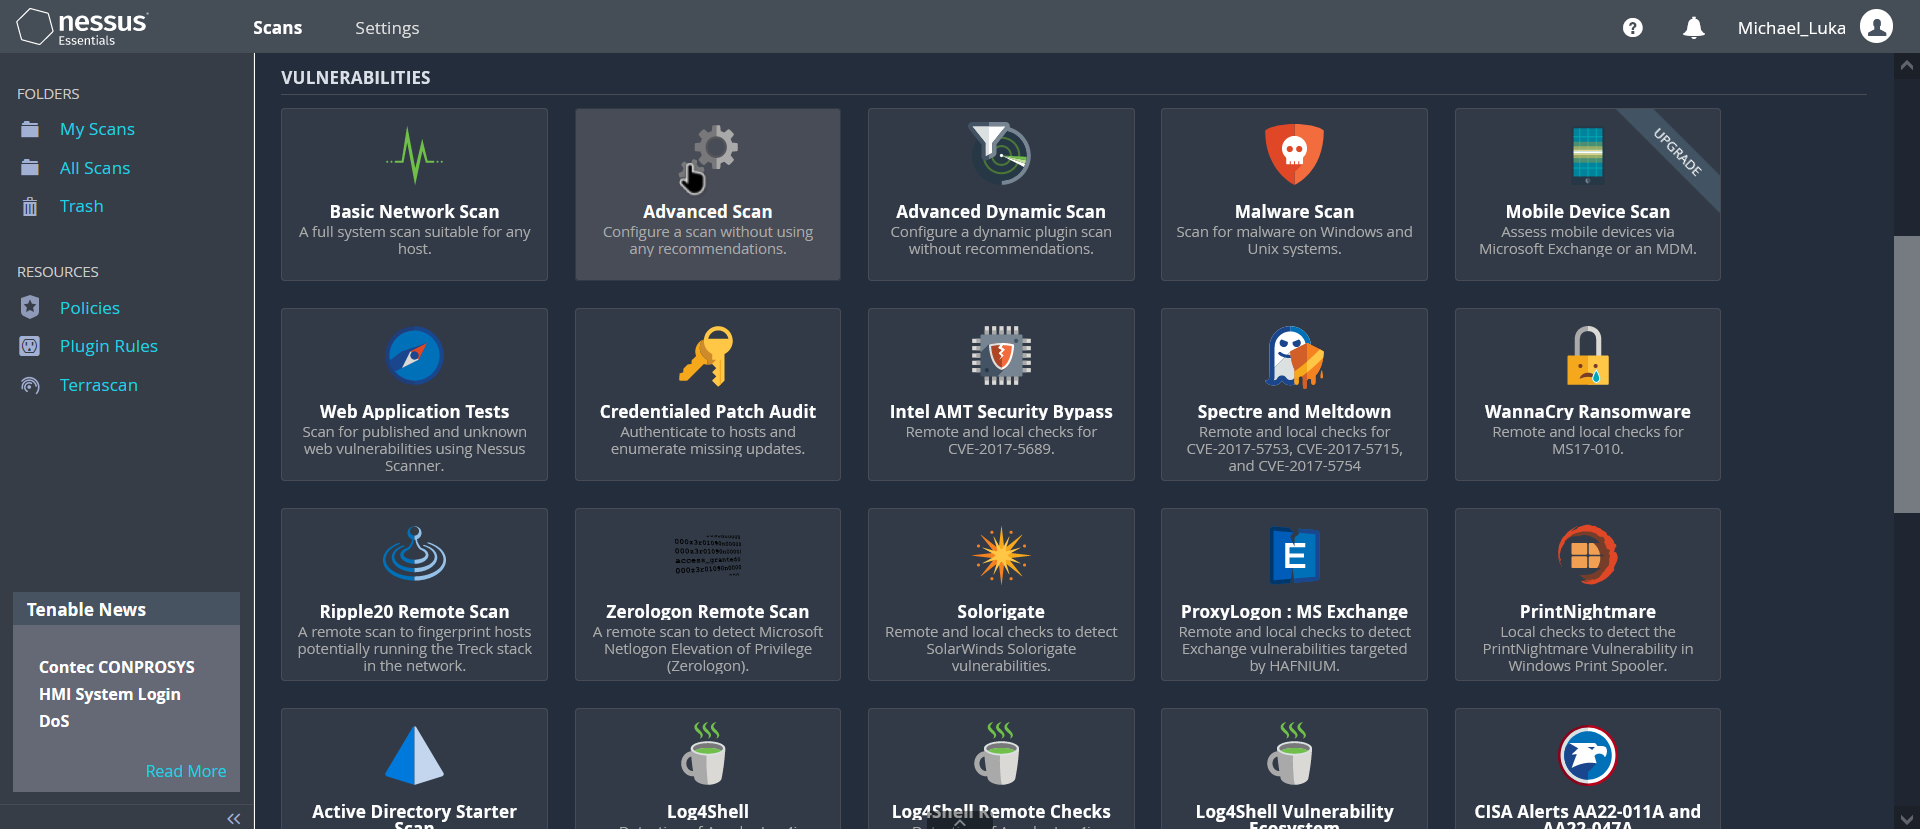 nessus
Essentials
Scans
Settings
Michael_Luka
FOLDERS
My Scans
All Scans
Trash
RESOURCES
Policies
Plugin Rules
Terrascan
Tenable News
Contec CONPROSYS
HMI System Login
DoS
Read More
VULNERABILITIES
Basic Network Scan
A full system scan suitable for any
host.
Advanced Scan
Configure a scan without using
any recommendations.
Advanced Dynamic Scan
Configure a dynamic plugin scan
without recommendations.
Malware Scan
Scan for malware on Windows and
Unix systems.
UPGRADE
Mobile Device Scan
Assess mobile devices via
Microsoft Exchange or an MDM.
Web Application Tests
Scan for published and unknown
web vulnerabilities using Nessus
Scanner.
Credentialed Patch Audit
Authenticate to hosts and
enumerate missing updates.
Intel AMT Security Bypass
Remote and local checks for
CVE-2017-5689.
Spectre and Meltdown
Remote and local checks for
CVE-2017-5753, CVE-2017-5715,
and CVE-2017-5754
WannaCry Ransomware
Remote and local checks for
MS17-010.
Ripple20 Remote Scan
A remote scan to fingerprint hosts
potentially running the Treck stack
in the network.
Zerologon Remote Scan
A remote scan to detect Microsoft
Netlogon Elevation of Privilege
(Zerologon).
Solorigate
Remote and local checks to detect
SolarWinds Solorigate
vulnerabilities.
E
ProxyLogon : MS Exchange
Remote and local checks to detect
Exchange vulnerabilities targeted
by HAFNIUM.
PrintNightmare
Local checks to detect the
PrintNightmare Vulnerability in
Windows Print Spooler.
Active Directory Starter
Scan
Log4Shell
Log4Shell Remote Checks
Log4Shell Vulnerability
Ecosystem
CISA Alerts AA22-011A and
AA22-047A